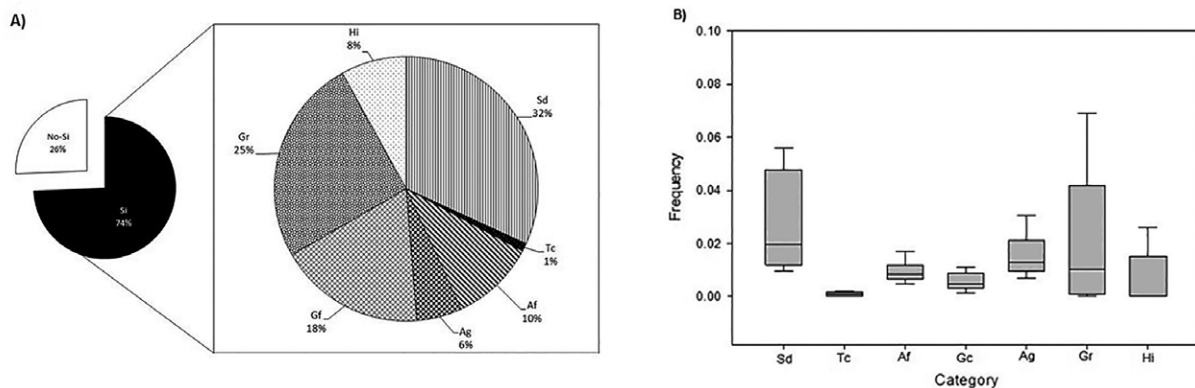 A)
No-Si
26%
Si
74%
Hi
8%
Sd
32%
Tc
1%
Af
10%
Ag
6%
Gf
18%
Gr
25%
B)
Frequency
0.10
0.08
0.06
0.04
0.02
0.00
Sd Tc Af Gc Ag Gr Hi
Category